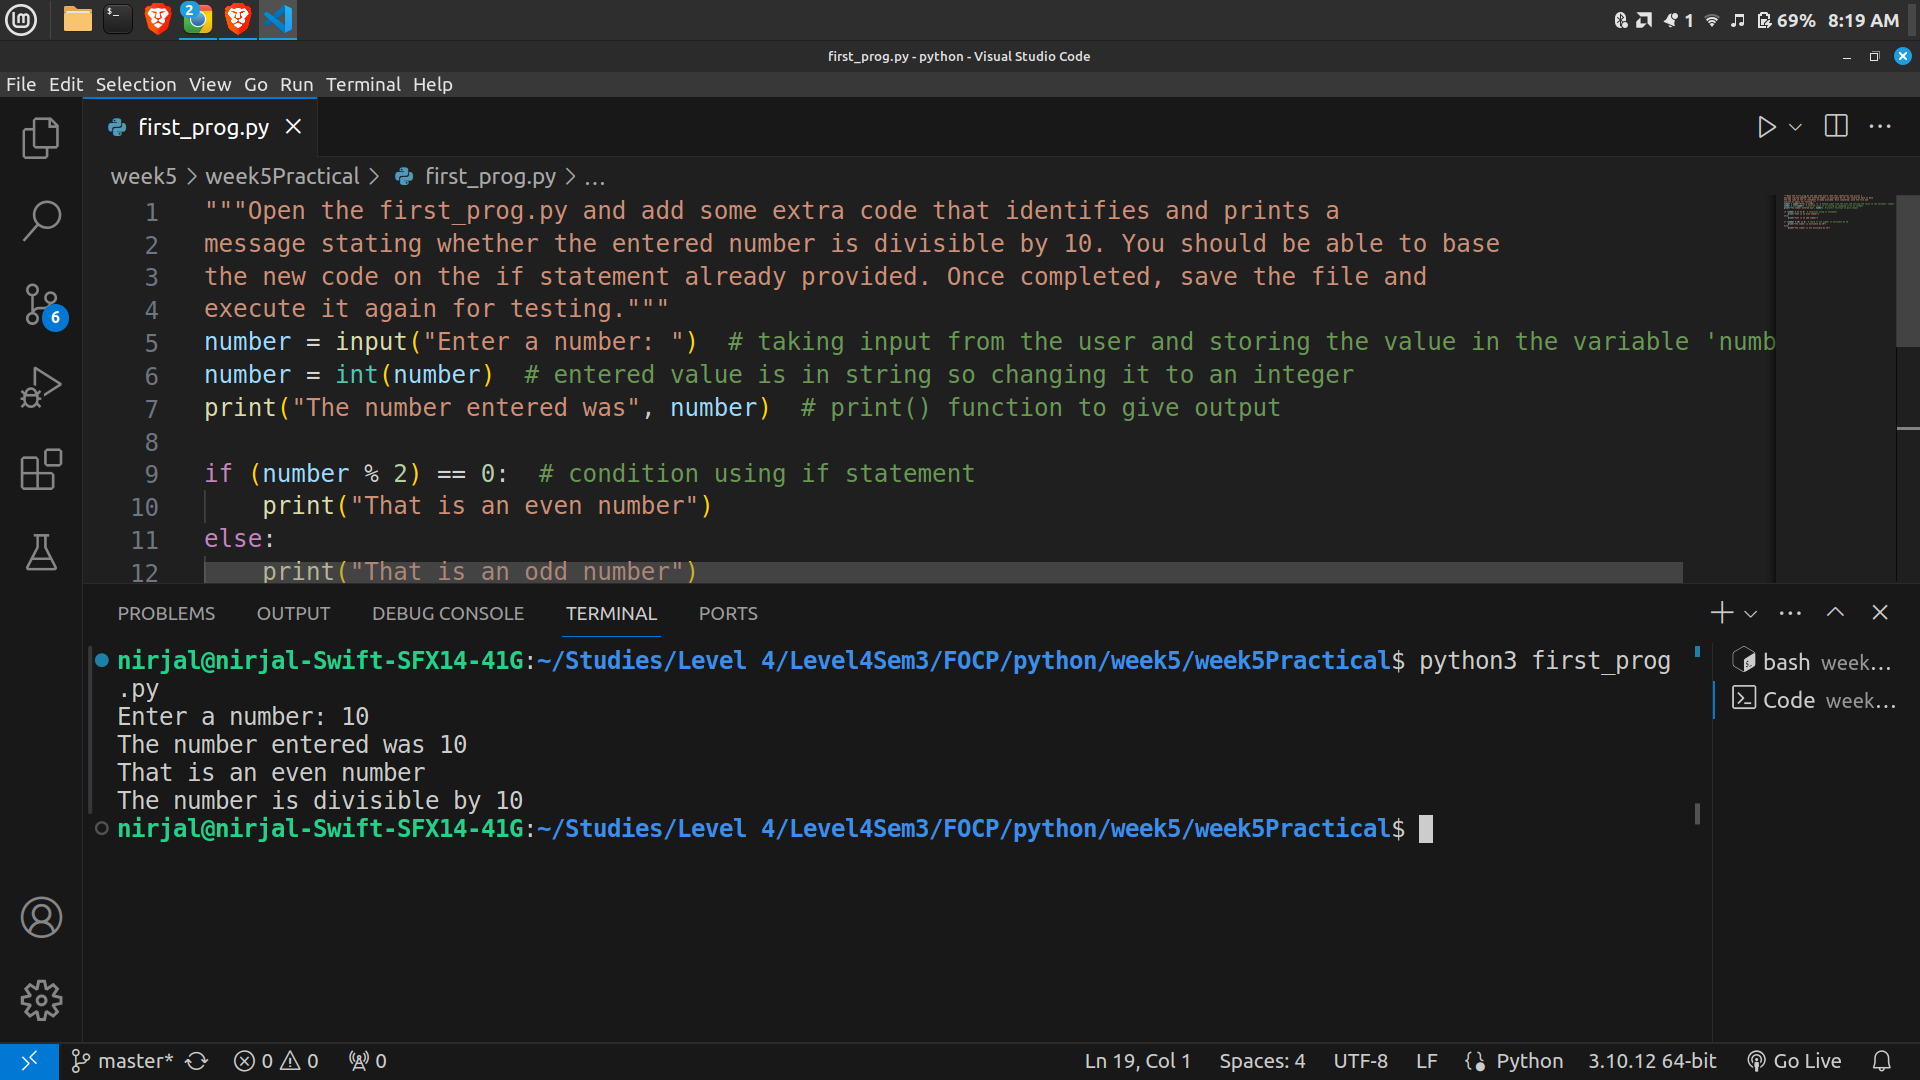 2
1
69%
8:19 AM
first_prog.py - python - Visual Studio Code
File Edit Selection View Go Run Terminal Help
first_prog.py
week5 > week5Practical > first_prog.py > ...
1 """Open the first_prog.py and add some extra code that identifies and prints a
2 message stating whether the entered number is divisible by 10. You should be able to base
3 the new code on the if statement already provided. Once completed, save the file and
4 execute it again for testing."""
5 number = input("Enter a number: ")  # taking input from the user and storing the value in the variable 'numb
6 number = int(number)  # entered value is in string so changing it to an integer
7 print("The number entered was", number)  # print() function to give output
8
9 if (number % 2) == 0:  # condition using if statement
10     print("That is an even number")
11 else:
12     print("That is an odd number")
6
PROBLEMS OUTPUT DEBUG CONSOLE TERMINAL PORTS
nirjal@nirjal-Swift-SFX14-41G:~/Studies/Level 4/Level4Sem3/FOCP/python/week5/week5Practical$ python3 first_prog
.py
Enter a number: 10
The number entered was 10
That is an even number
The number is divisible by 10
nirjal@nirjal-Swift-SFX14-41G:~/Studies/Level 4/Level4Sem3/FOCP/python/week5/week5Practical$
bash week...
Code week...
master* 0 0 0 Ln 19, Col 1 Spaces: 4 UTF-8 LF Python 3.10.12 64-bit Go Live